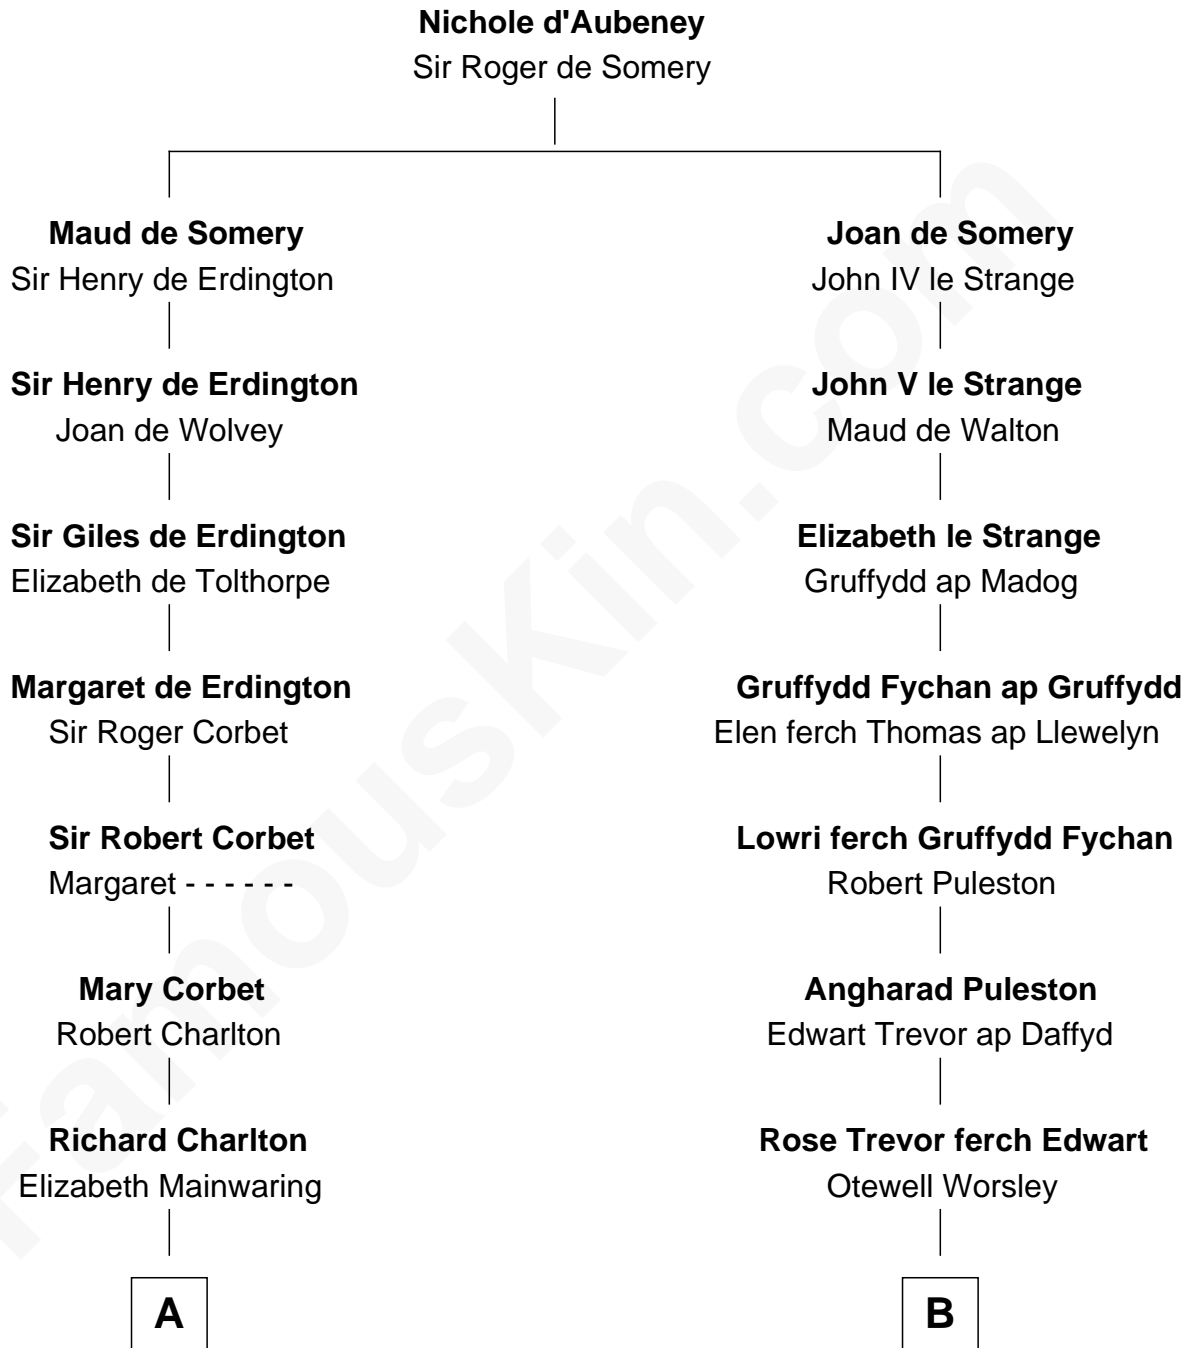 Nichole d'Aubeney
Sir Roger de Somery
Maud de Somery
Sir Henry de Erdington
Joan de Somery
John IV le Strange
Sir Henry de Erdington
Joan de Wolvey
John V le Strange
Maud de Walton
Sir Giles de Erdington
Elizabeth de Tolthorpe
Elizabeth le Strange
Gruffydd ap Madog
Margaret de Erdington
Sir Roger Corbet
Gruffydd Fychan ap Gruffydd
Elen ferch Thomas ap Llewelyn
Sir Robert Corbet
Margaret - - - - - -
Lowri ferch Gruffydd Fychan
Robert Puleston
Mary Corbet
Robert Charlton
Angharad Puleston
Edwart Trevor ap Daffyd
Richard Charlton
Elizabeth Mainwaring
Rose Trevor ferch Edwart
Otewell Worsley
A
B
FamousKin.com